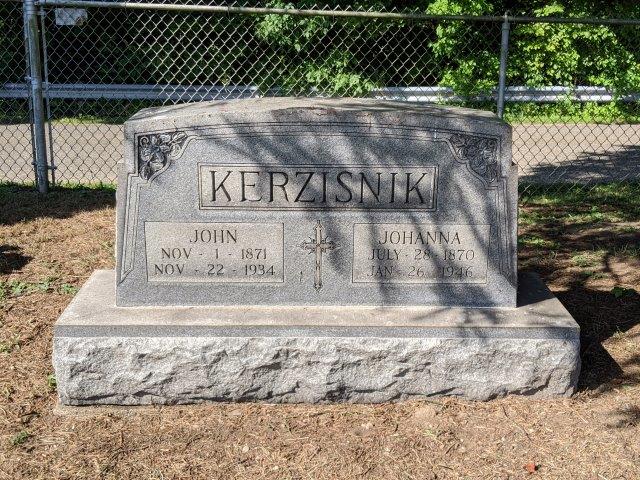 KERZISNIK
JOHN
NOV - 1 - 1871
NOV - 22 - 1934
JOHANNA
JULY - 28 - 1870
JAN - 26 - 1946